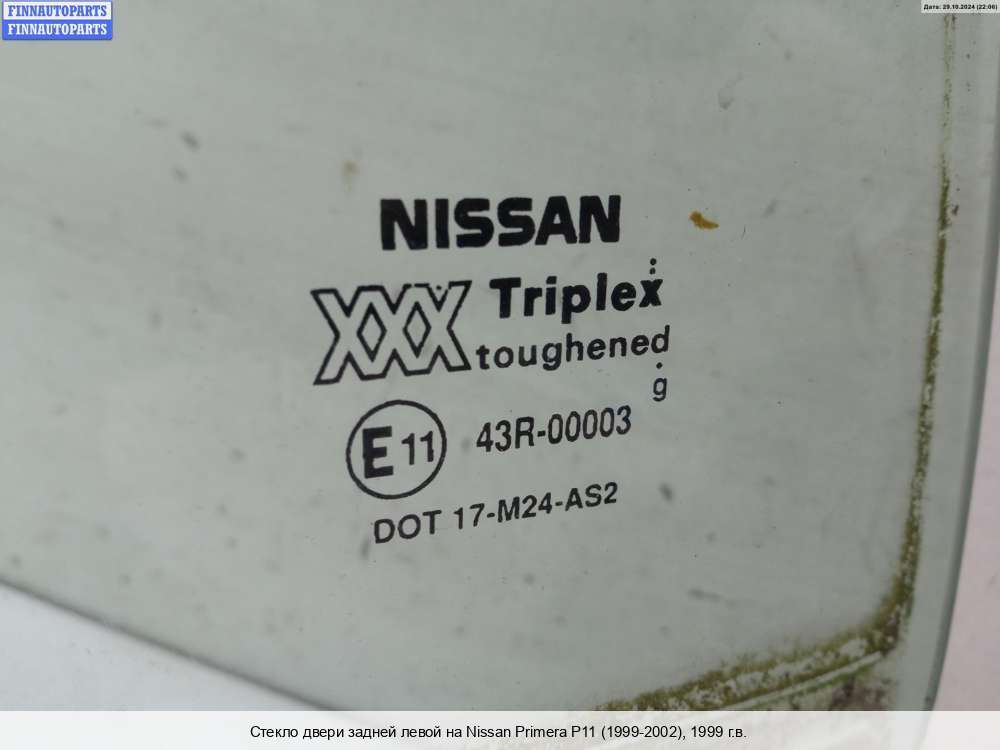 FINNAUTOPARTS
FINNAUTOPARTS
Дата: 29.10.2024 (22:06)
NISSAN
XXX Triplex
toughened
g
E11 43R-00003
DOT 17-M24-AS2
Стекло двери задней левой на Nissan Primera P11 (1999-2002), 1999 г.в.